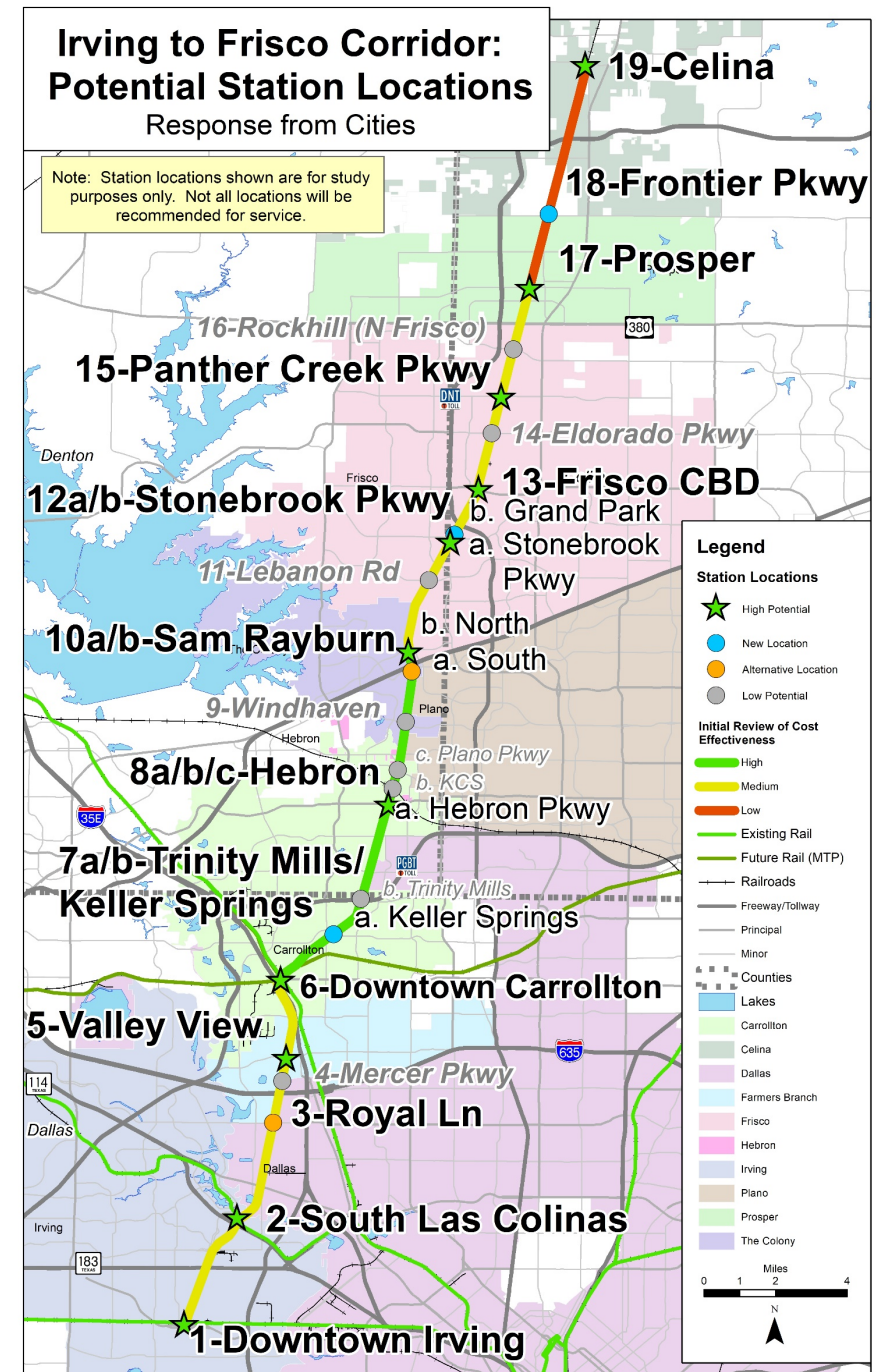 Irving to Frisco Corridor:
Potential Station Locations
Response from Cities
Note: Station locations shown are for study
purposes only. Not all locations will be
recommended for service.
19-Celina
18-Frontier Pkwy
17-Prosper
380
16-Rockhill (N Frisco)
15-Panther Creek Pkwy
DNT
TOLL
14-Eldorado Pkwy
Denton
Frisco
13-Frisco CBD
12a/b-Stonebrook Pkwy
b. Grand Park
a. Stonebrook
Pkwy
11-Lebanon Rd
b. North
10a/b-Sam Rayburn
a. South
9-Windhaven
Plano
Hebron
c. Plano Pkwy
8a/b/c-Hebron
b. KCS
a. Hebron Pkwy
35E
7a/b-Trinity Mills/
Keller Springs
PGBT
TOLL
b. Trinity Mills
a. Keller Springs
Carrollton
6-Downtown Carrollton
5-Valley View
635
4-Mercer Pkwy
114
TEXAS
3-Royal Ln
Dallas
Dallas
2-South Las Colinas
Irving
183
TEXAS
1-Downtown Irving
Legend
Station Locations
High Potential
New Location
Alternative Location
Low Potential
Initial Review of Cost
Effectiveness
High
Medium
Low
Existing Rail
Future Rail (MTP)
Railroads
Freeway/Tollway
Principal
Minor
Counties
Lakes
Carrollton
Celina
Dallas
Farmers Branch
Frisco
Hebron
Irving
Plano
Prosper
The Colony
Miles
0 1 2 4
N